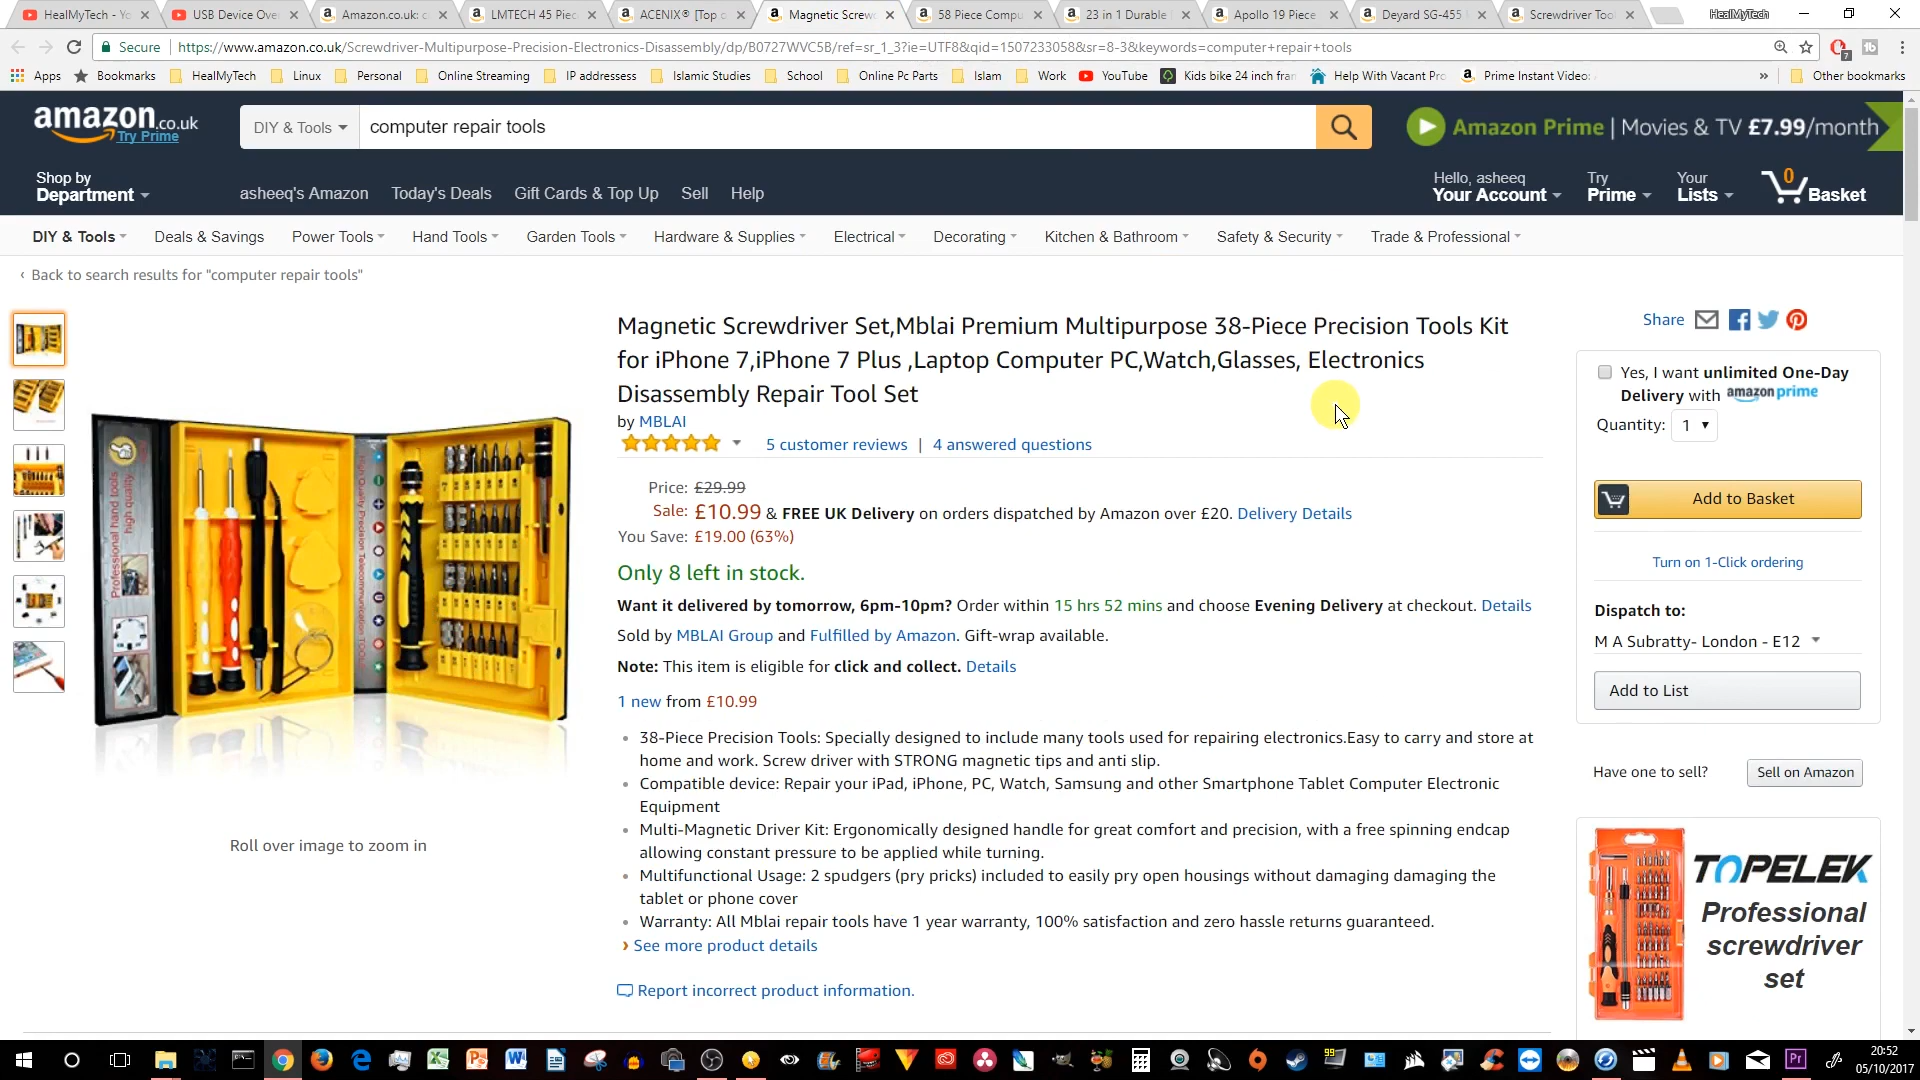 HealMyTech - Yo
USB Device Ove
Amazon.co.uk: c
LMTECH 45 Piec
ACENIX® [Top c
Magnetic Screwd
58 Piece Compu
23 in 1 Durable
Apollo 19 Piece
Deyard SG-455
Screwdriver Too
HealMyTech
Secure
https://www.amazon.co.uk/Screwdriver-Multipurpose-Precision-Electronics-Disassembly/dp/B0727WVC5B/ref=sr_1_3?ie=UTF8&qid=1507233058&sr=8-3&keywords=computer+repair+tools
Apps Bookmarks HealMyTech Linux Personal Online Streaming IP addressess Islamic Studies School Online Pc Parts Islam Work YouTube Kids bike 24 inch fran Help With Vacant Pro Prime Instant Video: » Other bookmarks
amazon.co.uk
Try Prime
DIY & Tools
computer repair tools
Amazon Prime | Movies & TV £7.99/month
Shop by
Department
asheeq's Amazon Today's Deals Gift Cards & Top Up Sell Help
Hello, asheeq
Your Account
Try
Prime
Your
Lists
0
Basket
DIY & Tools Deals & Savings Power Tools Hand Tools Garden Tools Hardware & Supplies Electrical Decorating Kitchen & Bathroom Safety & Security Trade & Professional
‹ Back to search results for "computer repair tools"
Professional hand tools
high quality
Roll over image to zoom in
Magnetic Screwdriver Set,Mblai Premium Multipurpose 38-Piece Precision Tools Kit
for iPhone 7,iPhone 7 Plus ,Laptop Computer PC,Watch,Glasses, Electronics
Disassembly Repair Tool Set
by MBLAI
5 customer reviews | 4 answered questions
Price: £29.99
Sale: £10.99 & FREE UK Delivery on orders dispatched by Amazon over £20. Delivery Details
You Save: £19.00 (63%)
Only 8 left in stock.
Want it delivered by tomorrow, 6pm-10pm? Order within 15 hrs 52 mins and choose Evening Delivery at checkout. Details
Sold by MBLAI Group and Fulfilled by Amazon. Gift-wrap available.
Note: This item is eligible for click and collect. Details
1 new from £10.99
38-Piece Precision Tools: Specially designed to include many tools used for repairing electronics.Easy to carry and store at
home and work. Screw driver with STRONG magnetic tips and anti slip.
Compatible device: Repair your iPad, iPhone, PC, Watch, Samsung and other Smartphone Tablet Computer Electronic
Equipment
Multi-Magnetic Driver Kit: Ergonomically designed handle for great comfort and precision, with a free spinning endcap
allowing constant pressure to be applied while turning.
Multifunctional Usage: 2 spudgers (pry pricks) included to easily pry open housings without damaging damaging the
tablet or phone cover
Warranty: All Mblai repair tools have 1 year warranty, 100% satisfaction and zero hassle returns guaranteed.
› See more product details
Report incorrect product information.
Share
Yes, I want unlimited One-Day
Delivery with amazon prime
Quantity: 1
Add to Basket
Turn on 1-Click ordering
Dispatch to:
M A Subratty- London - E12
Add to List
Have one to sell?
Sell on Amazon
TOPELEK
Professional
screwdriver
set
20:52
05/10/2017